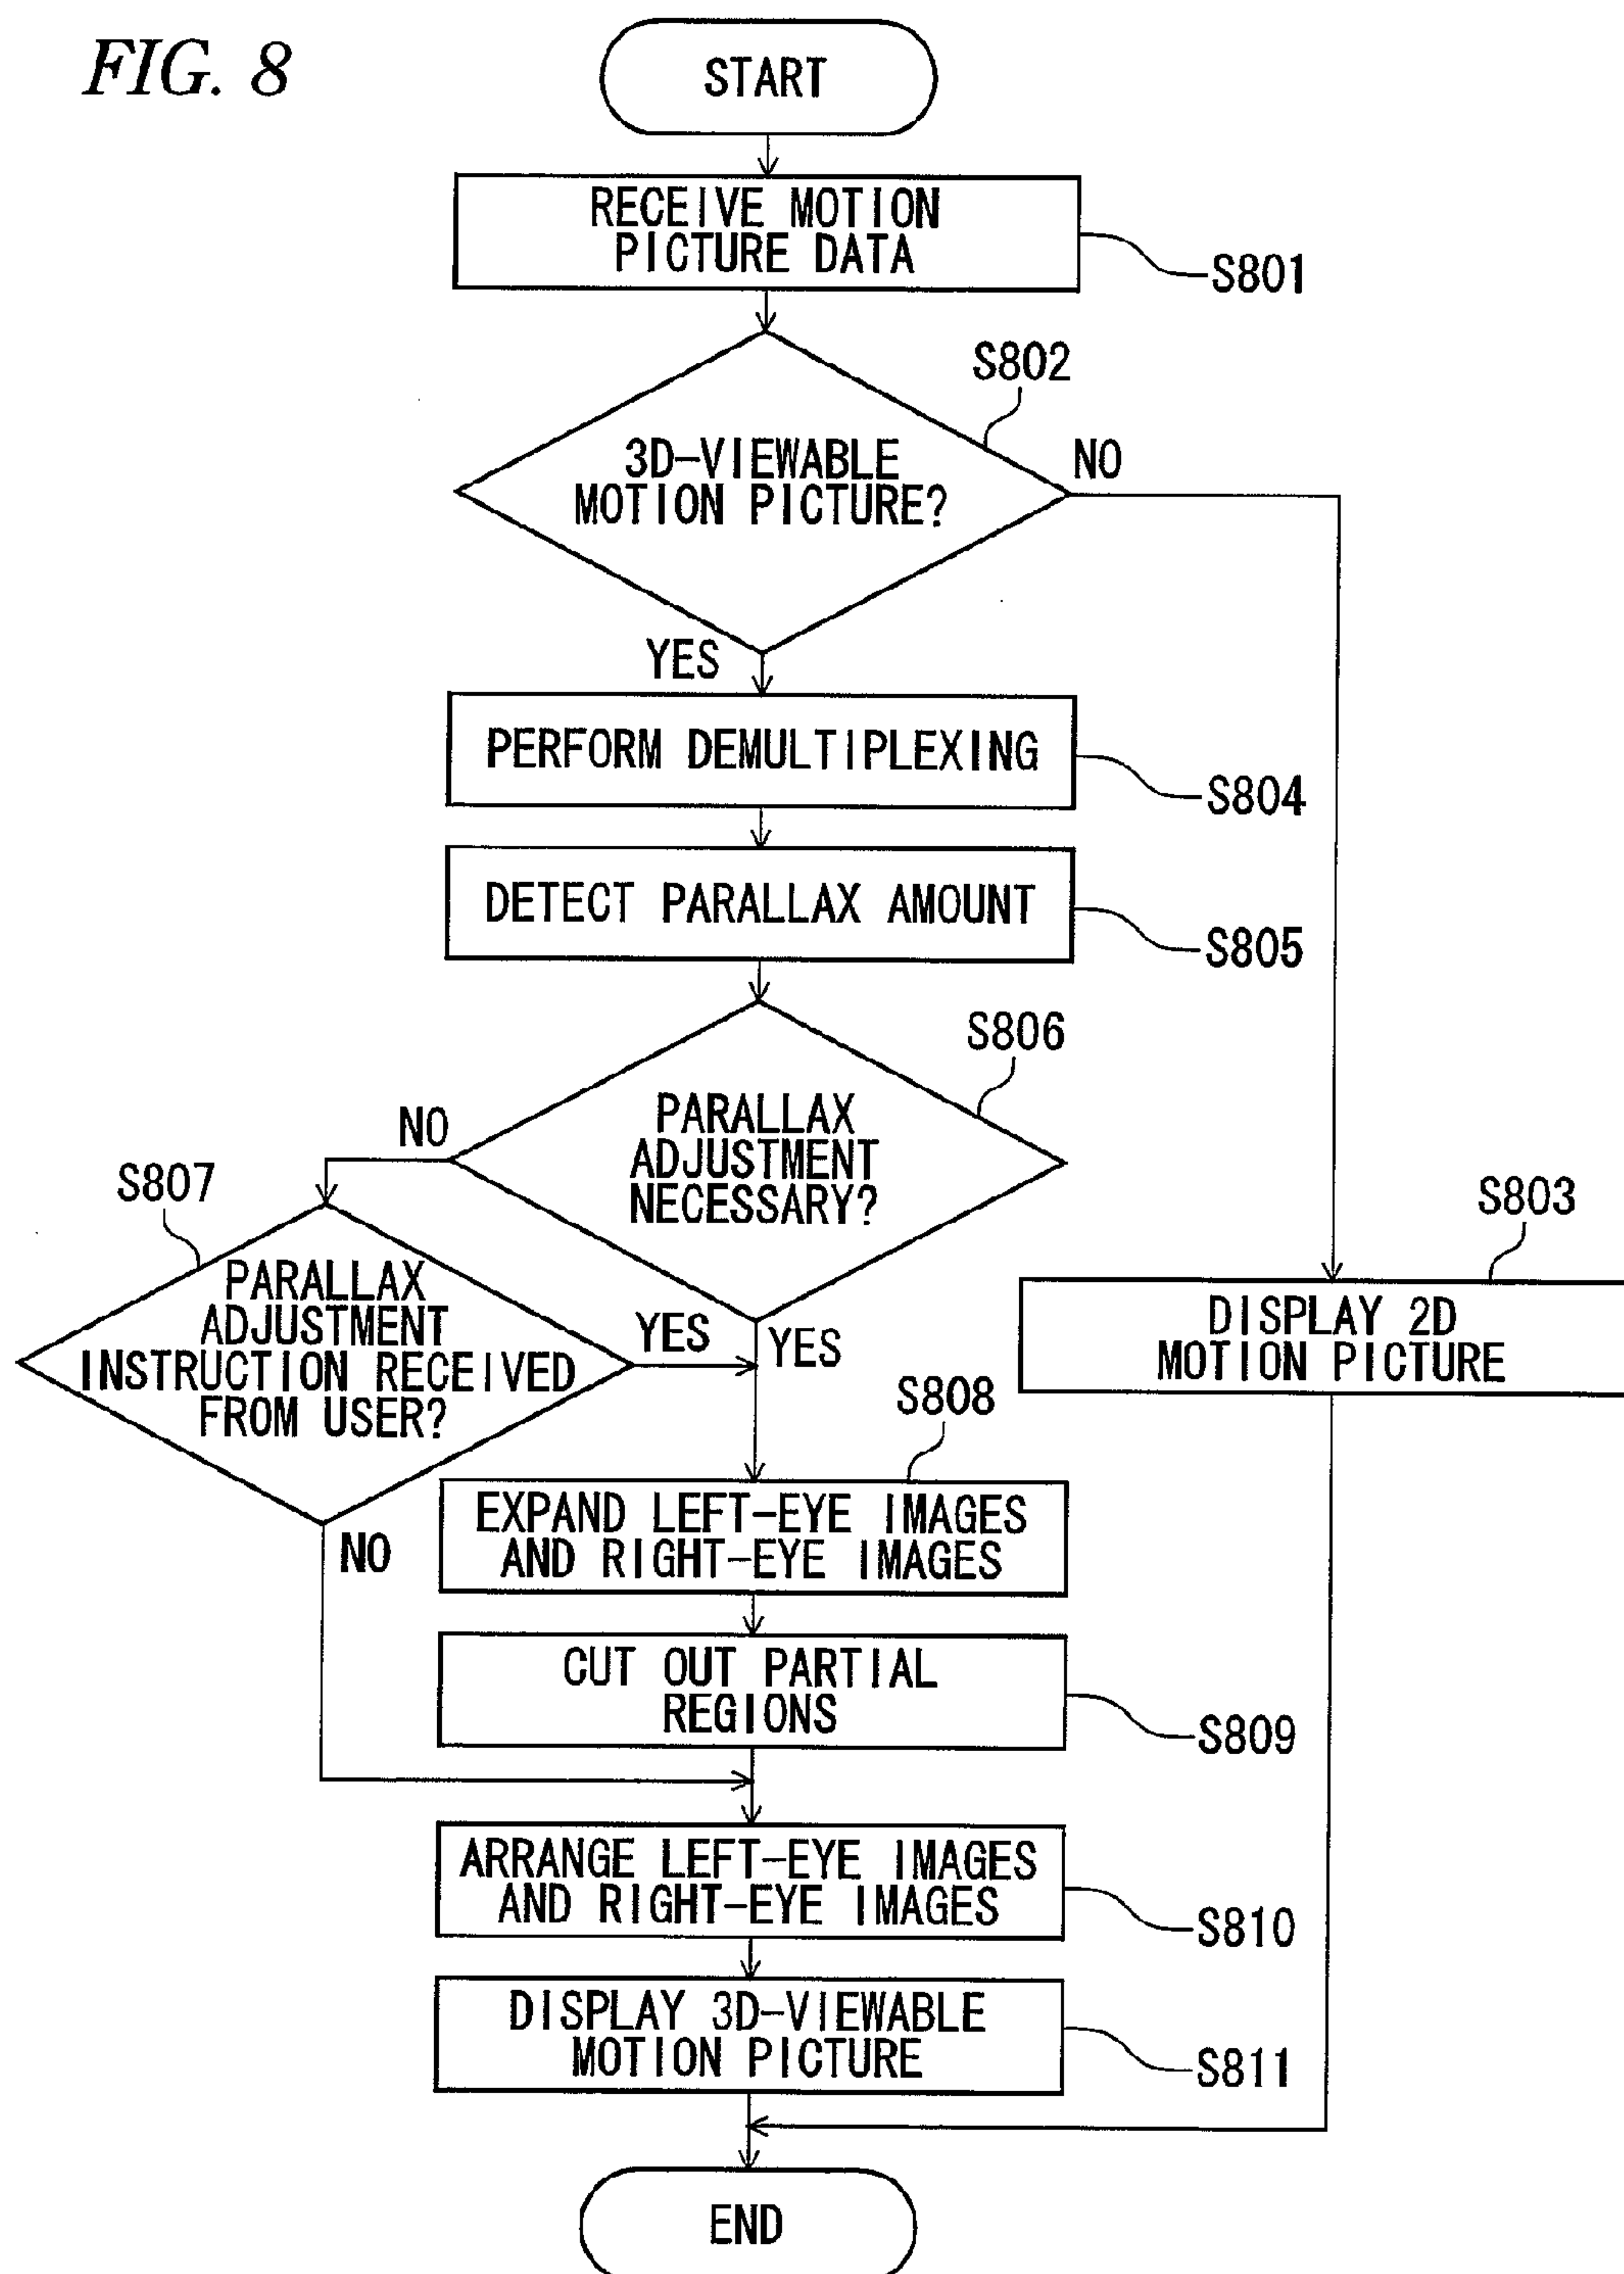 FIG. 8
START
RECEIVE MOTION
PICTURE DATA
S801
S802
3D-VIEWABLE
MOTION PICTURE?
NO
YES
PERFORM DEMULTIPLEXING
S804
DETECT PARALLAX AMOUNT
S805
S806
PARALLAX
ADJUSTMENT
NECESSARY?
NO
S807
PARALLAX
ADJUSTMENT
INSTRUCTION RECEIVED
FROM USER?
YES
YES
S803
DISPLAY 2D
MOTION PICTURE
NO
S808
EXPAND LEFT-EYE IMAGES
AND RIGHT-EYE IMAGES
CUT OUT PARTIAL
REGIONS
S809
ARRANGE LEFT-EYE IMAGES
AND RIGHT-EYE IMAGES
S810
DISPLAY 3D-VIEWABLE
MOTION PICTURE
S811
END